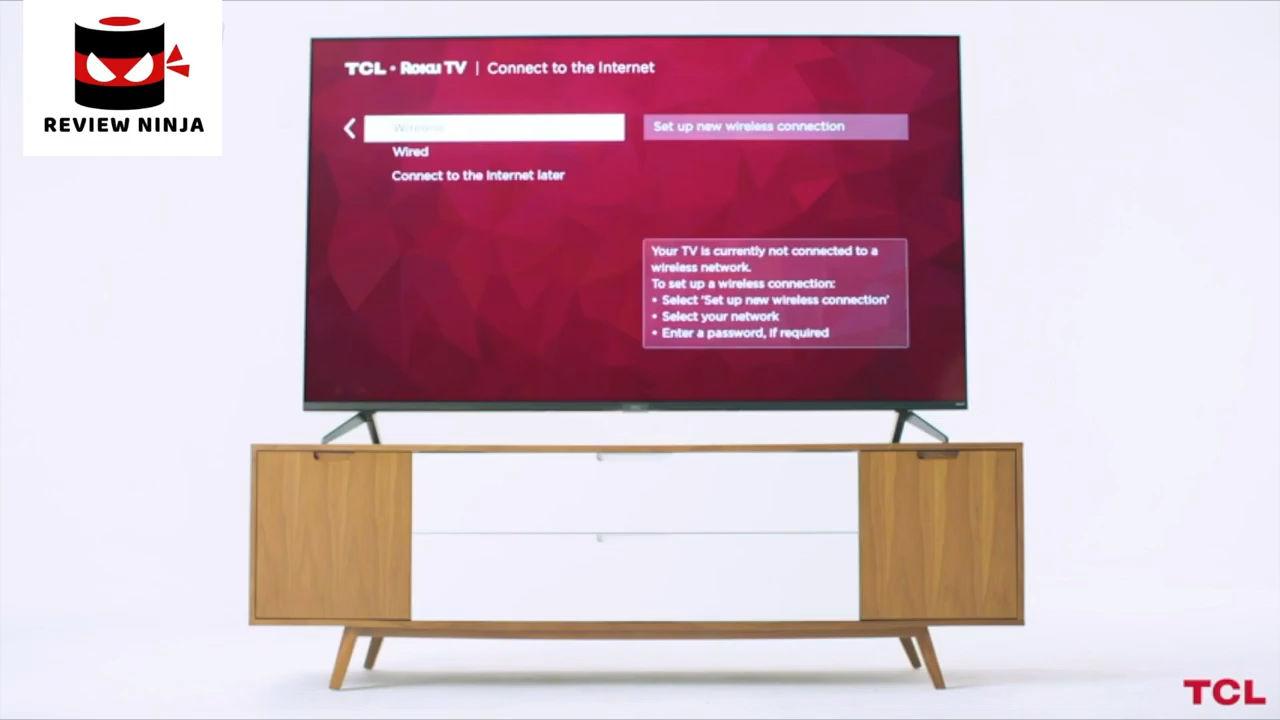 REVIEW NINJA
TCL • Roku TV | Connect to the Internet
Wireless
Set up new wireless connection
Wired
Connect to the Internet later
Your TV is currently not connected to a
wireless network.
To set up a wireless connection:
• Select 'Set up new wireless connection'
• Select your network
• Enter a password, if required
TCL